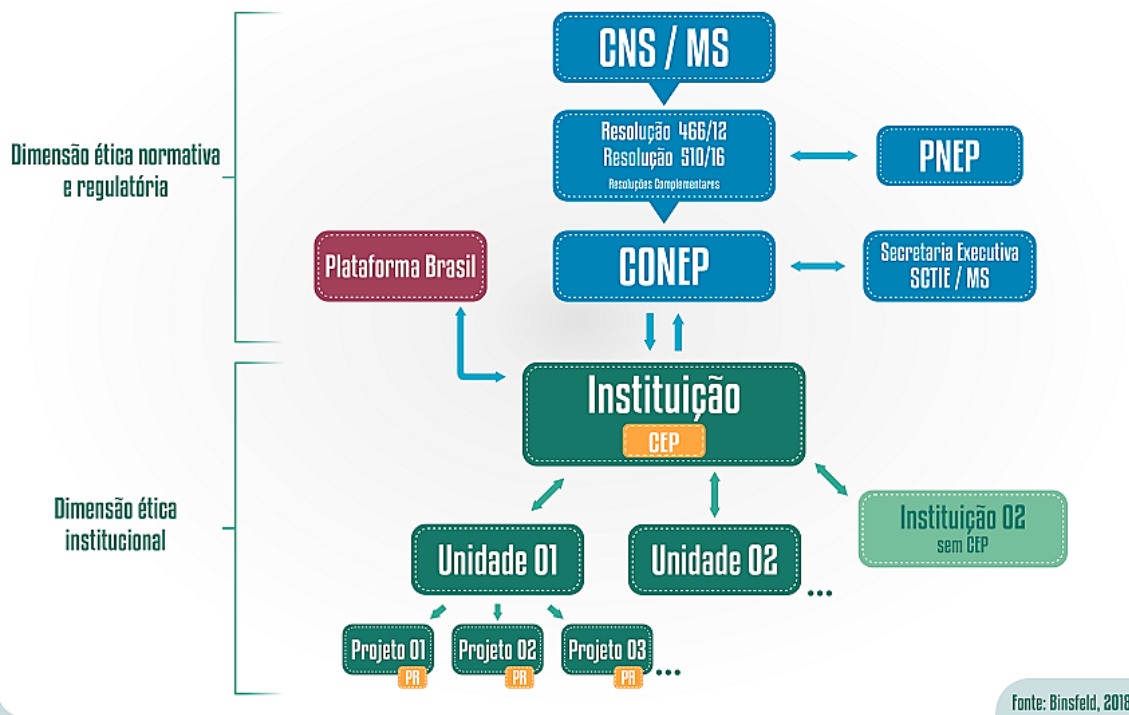 CNS / MS
Dimensão ética normativa
e regulatória
Resolução 466/12
Resolução 510/16
Resoluções Complementares
PNEP
Plataforma Brasil
CONEP
Secretaria Executiva
SCTIE / MS
Instituição
CEP
Dimensão ética
institucional
Instituição 02
sem CEP
Unidade 01
Unidade 02
...
Projeto 01
PR
Projeto 02
PR
Projeto 03
PR
...
Fonte: Binsfeld, 2018